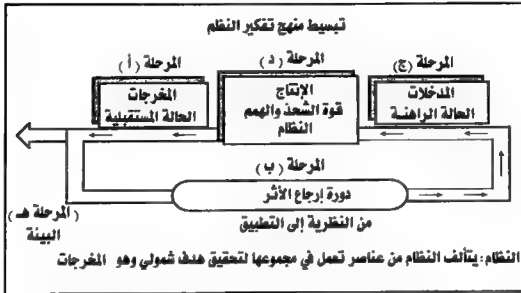 تبسيط منهج تفكير النظم
المرحلة (ج)
المدخلات
الحالة الراهنة
المرحلة (د)
الإنتاج
قوة الشحذ والهمم
النظام
المرحلة (أ)
المخرجات
الحالة المستقبلية
المرحلة (ب)
دورة إرجاع الأثر
من النظرية إلى التطبيق
المرحلة هـ)
البيئة
النظام: يتألف النظام من عناصر تعمل في مجموعها لتحقيق هدف شمولي وهو المخرجات